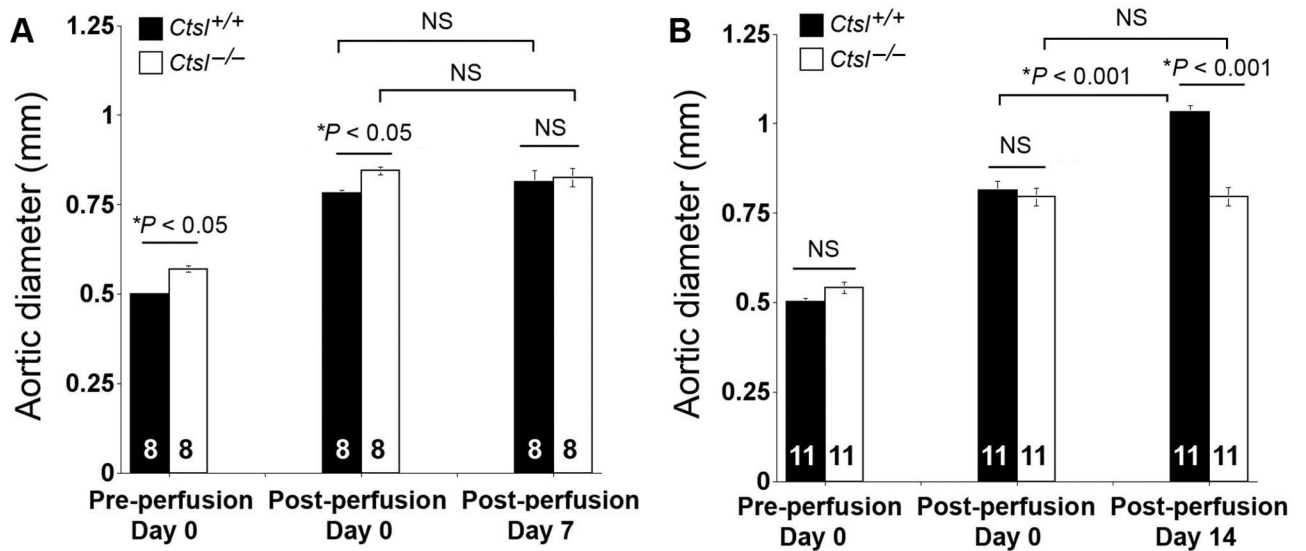 A
Ctsl+/+
Ctsl−/−
Aortic diameter (mm)
1.25
1
0.75
0.5
0.25
0
NS
NS
*P < 0.05
NS
*P < 0.05
8 8 8 8 8 8
Pre-perfusion Post-perfusion Post-perfusion
Day 0 Day 0 Day 7
B
Ctsl+/+
Ctsl−/−
Aortic diameter (mm)
1.25
1
0.75
0.5
0.25
0
NS
*P < 0.001
*P < 0.001
NS
NS
11 11 11 11 11 11
Pre-perfusion Post-perfusion Post-perfusion
Day 0 Day 0 Day 14